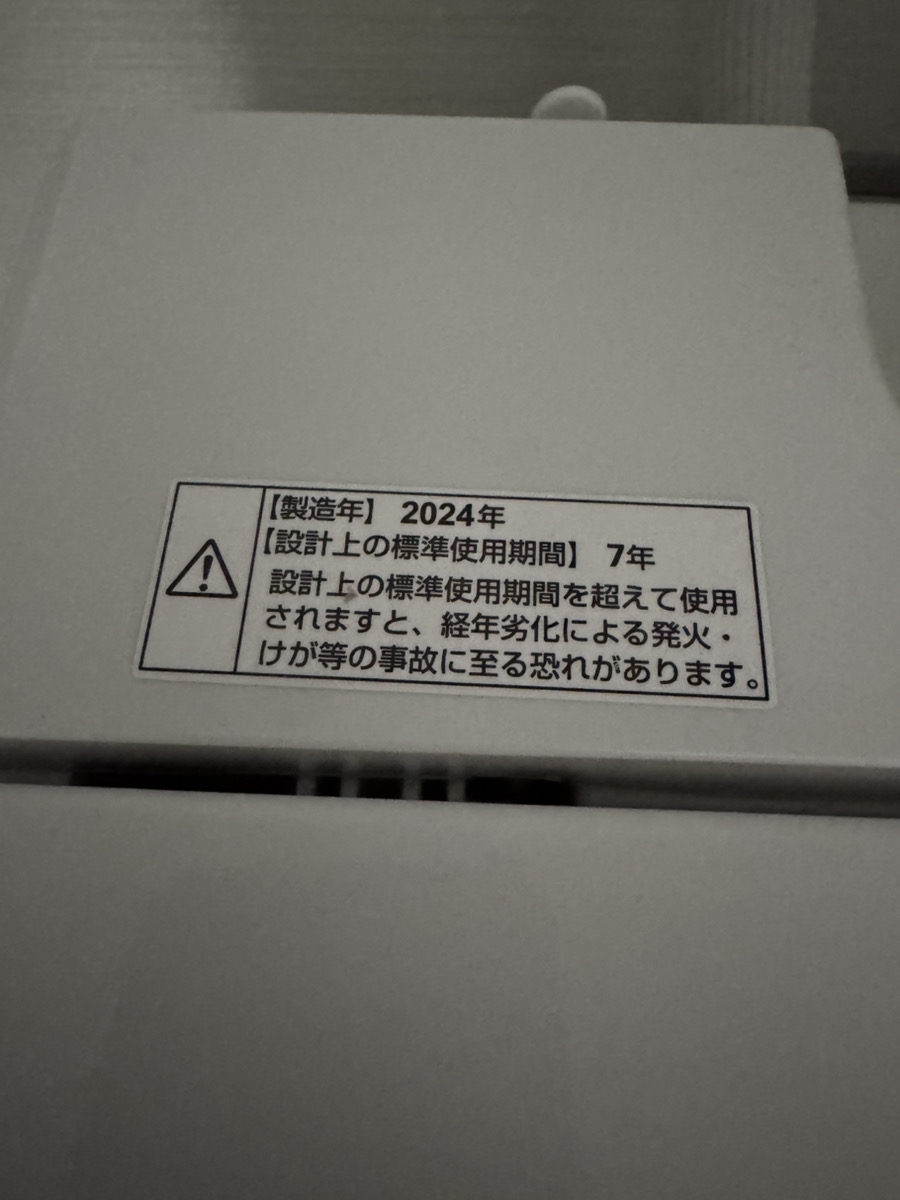 【製造年】 2024年
【設計上の標準使用期間】 7年
設計上の標準使用期間を超えて使用
されますと、経年劣化による発火・
けが等の事故に至る恐れがあります。